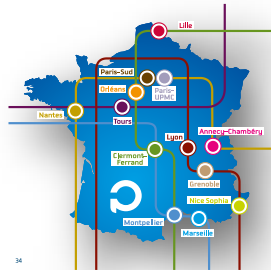 Lille
Paris-Sud
Orléans
Paris-
UPMC
Nantes
Tours
Lyon
Annecy-Chambéry
Clermont-
Ferrand
Grenoble
Nice Sophia
Montpellier
Marseille
34